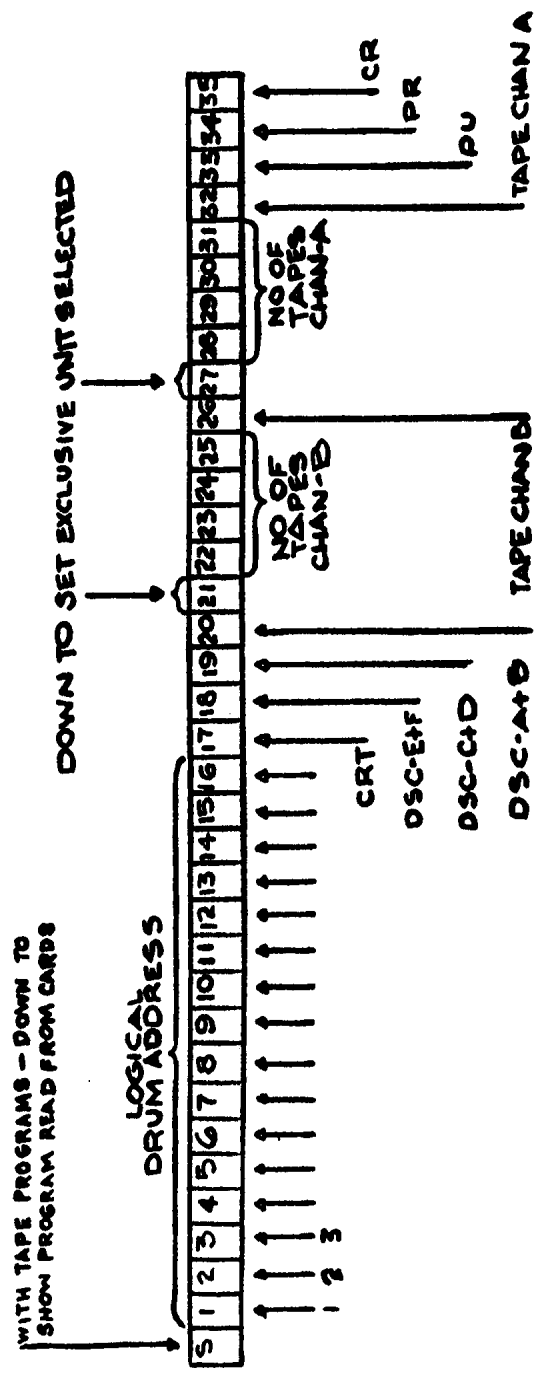 WITH TAPE PROGRAMS - DOWN TO
SHOW PROGRAM READ FROM CARDS
DOWN TO SET EXCLUSIVE UNIT SELECTED
LOGICAL
DRUM ADDRESS
S 1 2 3 4 5 6 7 8 9 10 11 12 13 14 15 16 17 18 19 20 21 22 23 24 25 26 27 28 29 30 31 32 33 34 35
1
2
3
CRT
DSC-E+F
DSC-C+D
DSC-A+B
NO OF
TAPES
CHAN-B
TAPE CHAN B
NO OF
TAPES
CHAN-A
TAPE CHAN A
PU
PR
CR